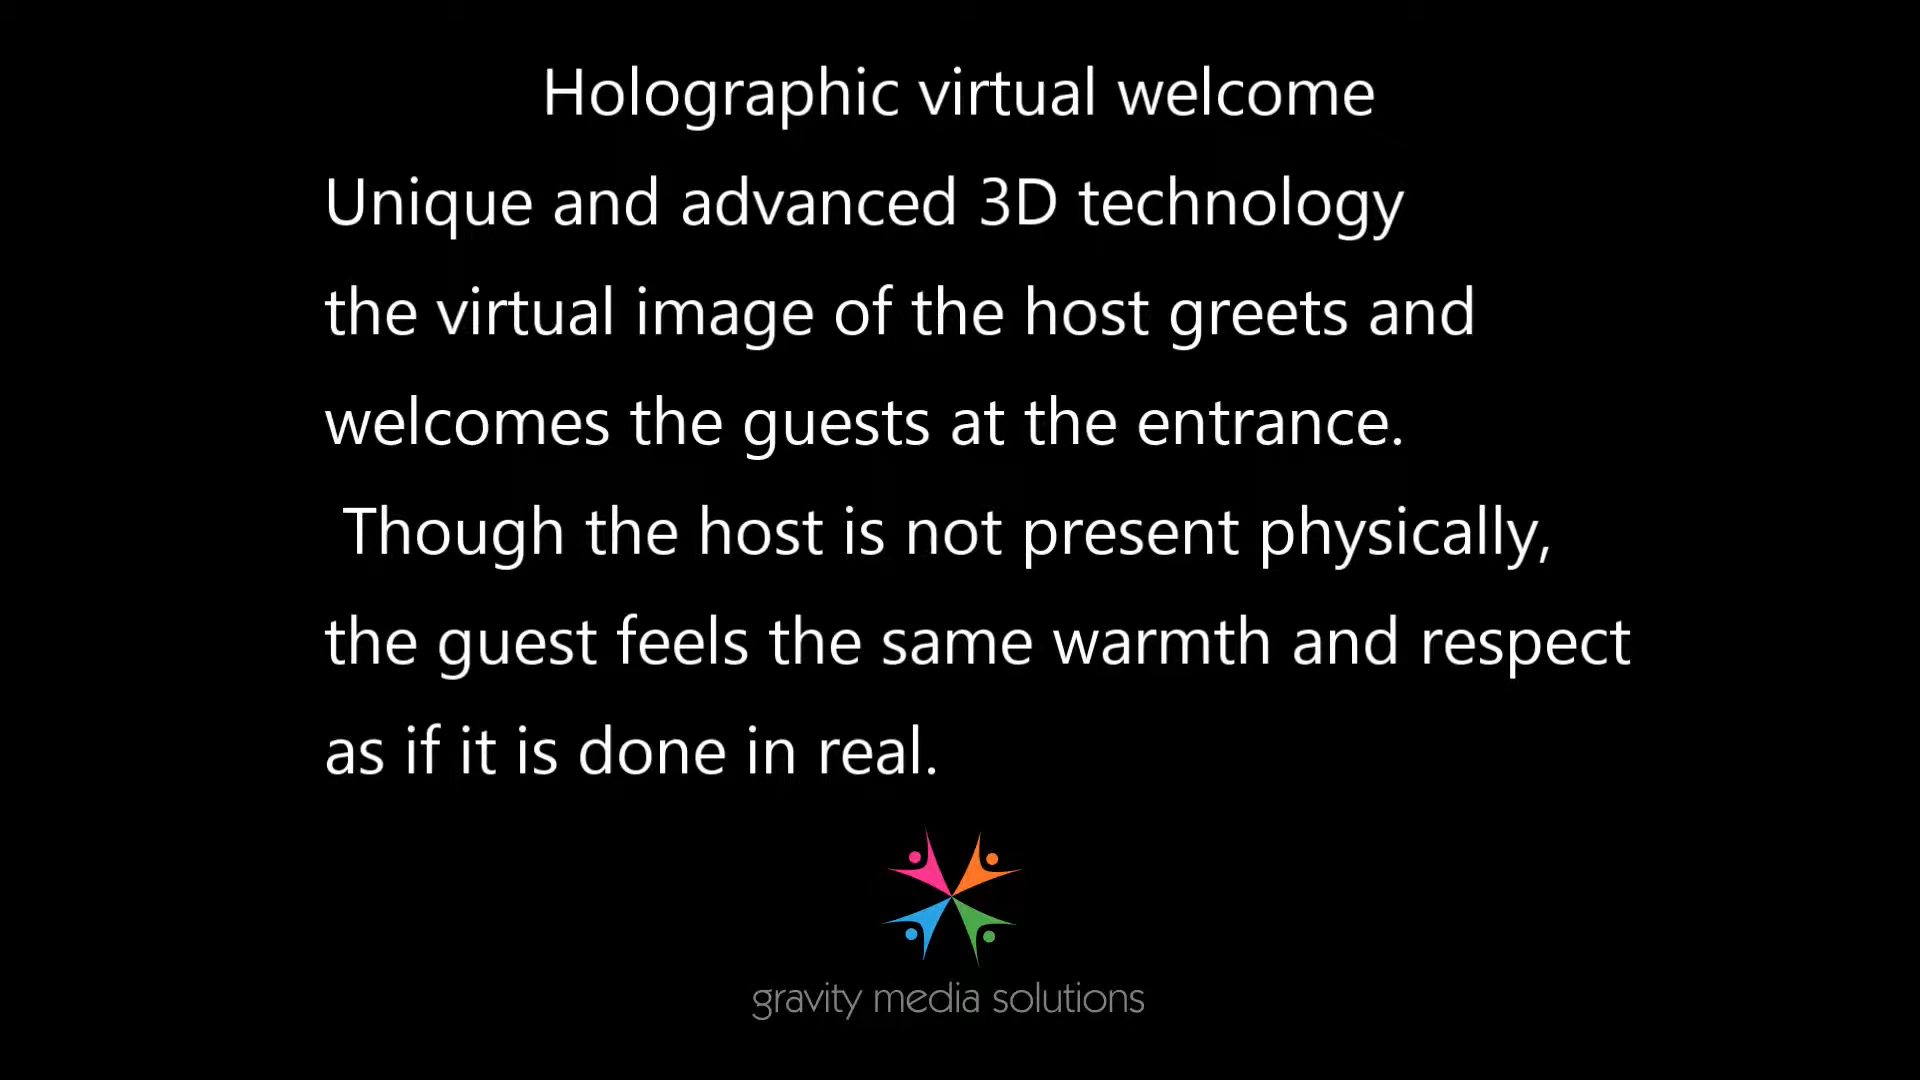 Holographic virtual welcome
Unique and advanced 3D technology
the virtual image of the host greets and
welcomes the guests at the entrance.
Though the host is not present physically,
the guest feels the same warmth and respect
as if it is done in real.
gravity media solutions